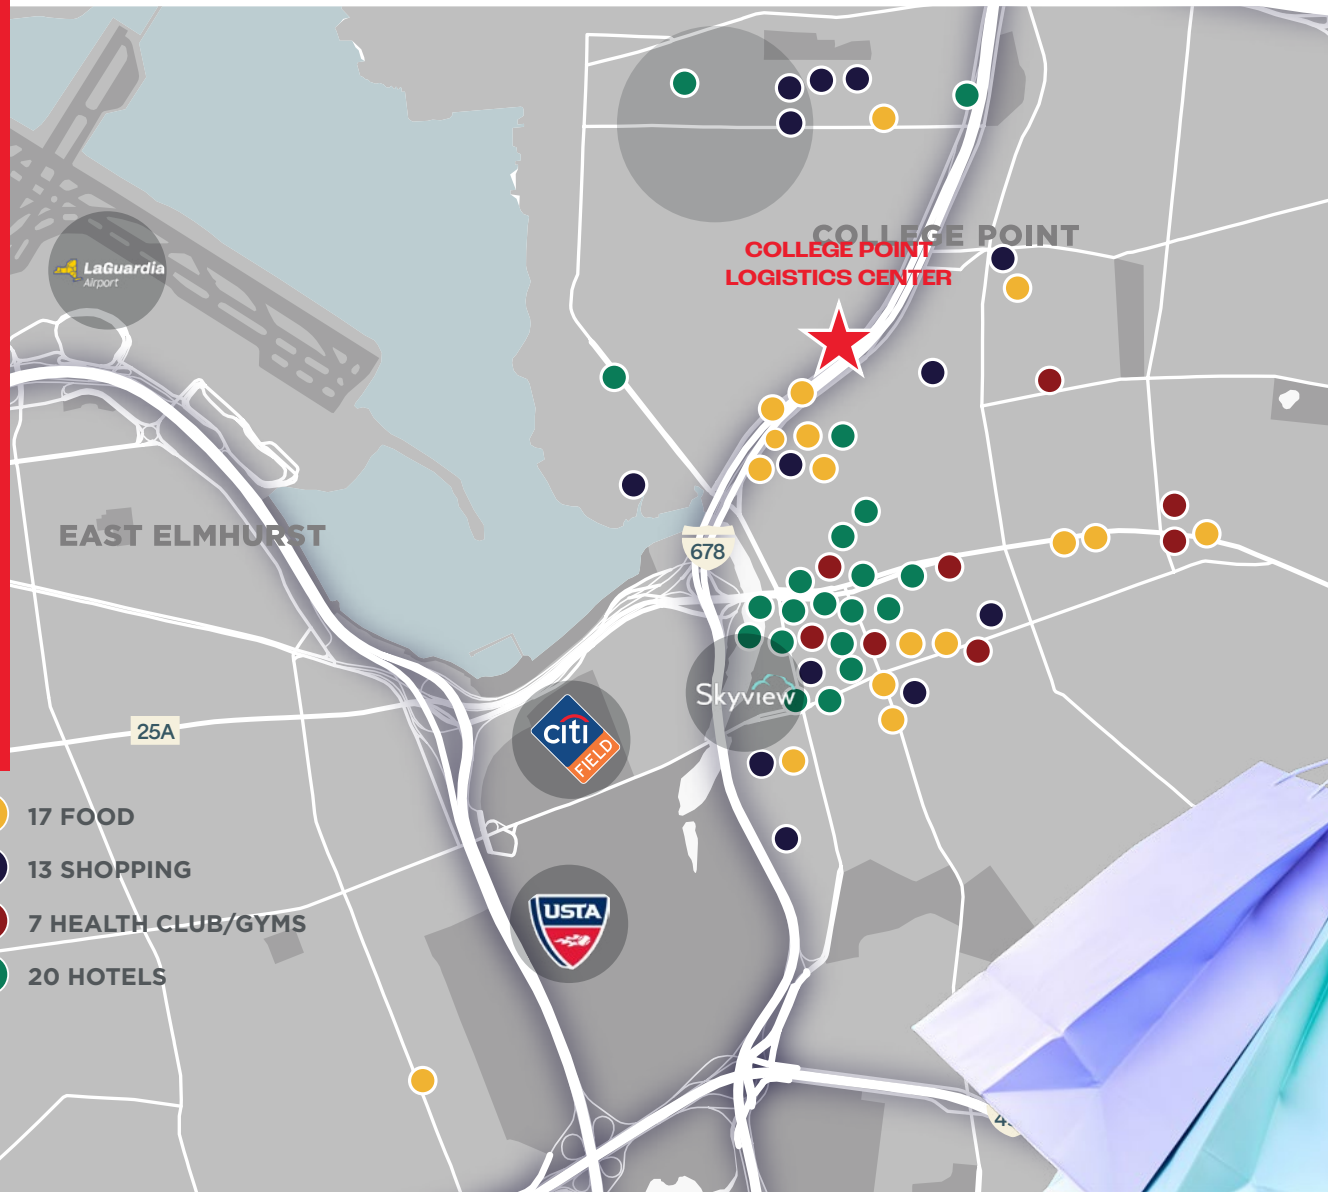 COLLEGE POINT
COLLEGE POINT
LOGISTICS CENTER
LaGuardia
Airport
EAST ELMHURST
678
Skyview
citi
FIELD
25A
17 FOOD
13 SHOPPING
7 HEALTH CLUB/GYMS
20 HOTELS
USTA